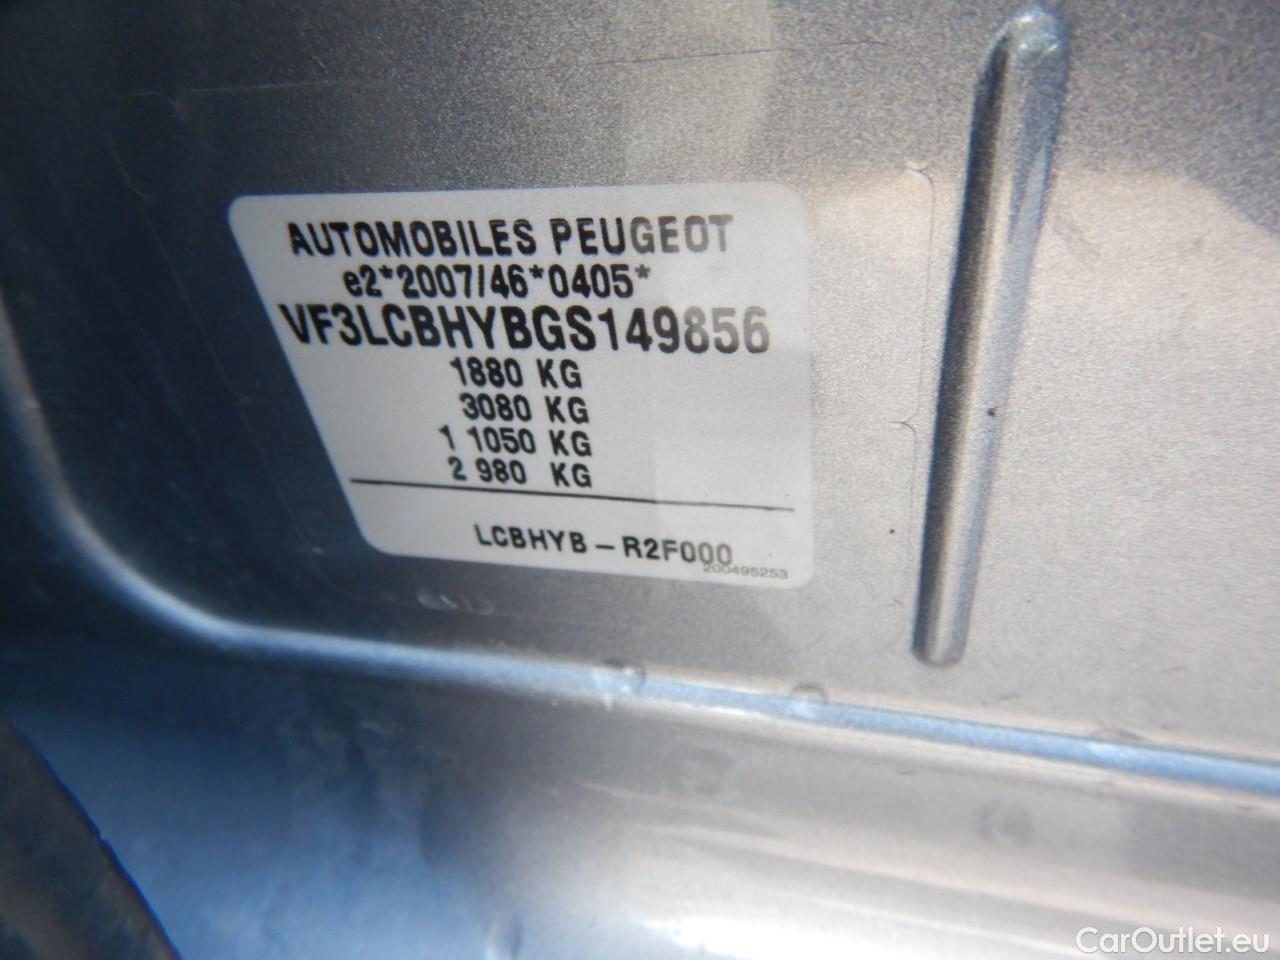 AUTOMOBILES PEUGEOT
e2*2007/46*0405*
VF3LCBHYBGS149856
1880 KG
3080 KG
1 1050 KG
2 980 KG
LCBHYB-R2F000
200495253
CarOutlet.eu